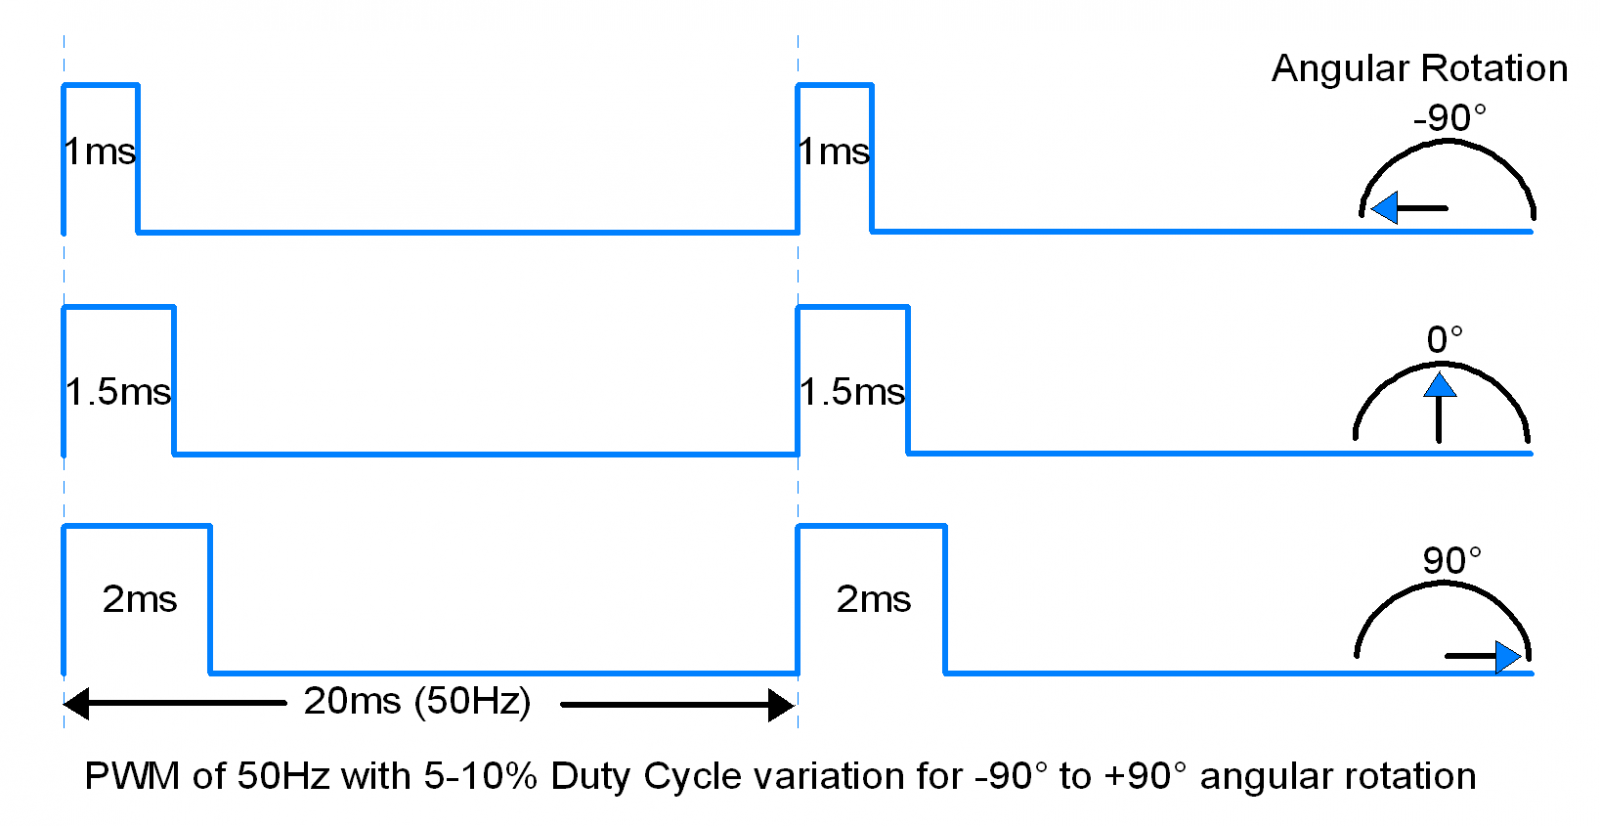 Angular Rotation
-90°
1ms
1ms
0°
1.5ms
1.5ms
90°
2ms
2ms
20ms (50Hz)
PWM of 50Hz with 5-10% Duty Cycle variation for -90° to +90° angular rotation